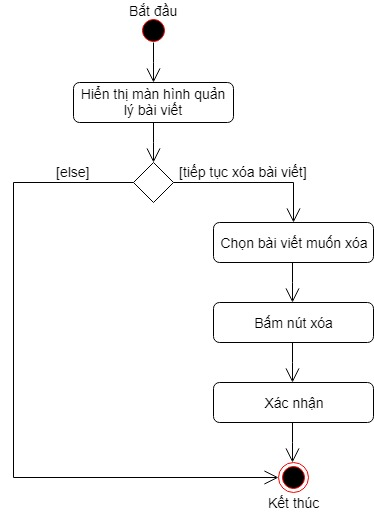 Bắt đầu
Hiển thị màn hình quản
lý bài viết
[else]
[tiếp tục xóa bài viết]
Chọn bài viết muốn xóa
Bấm nút xóa
Xác nhận
Kết thúc